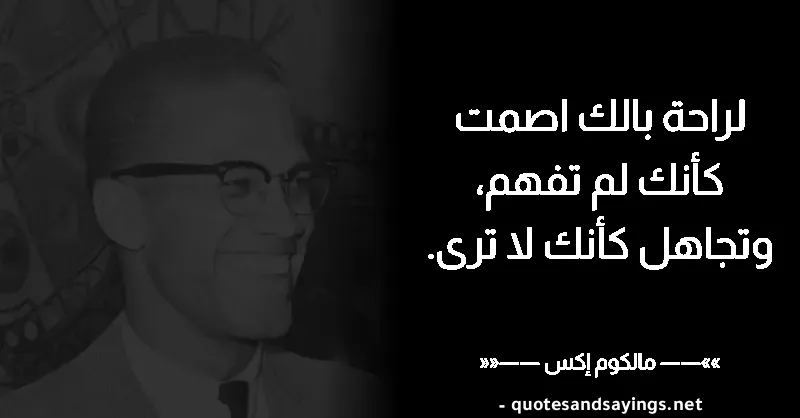 لراحة بالك اصمت
كأنك لم تفهم،
وتجاهل كأنك لا ترى.
»»—— مالكوم إكس ——««
- quotesandsayings.net